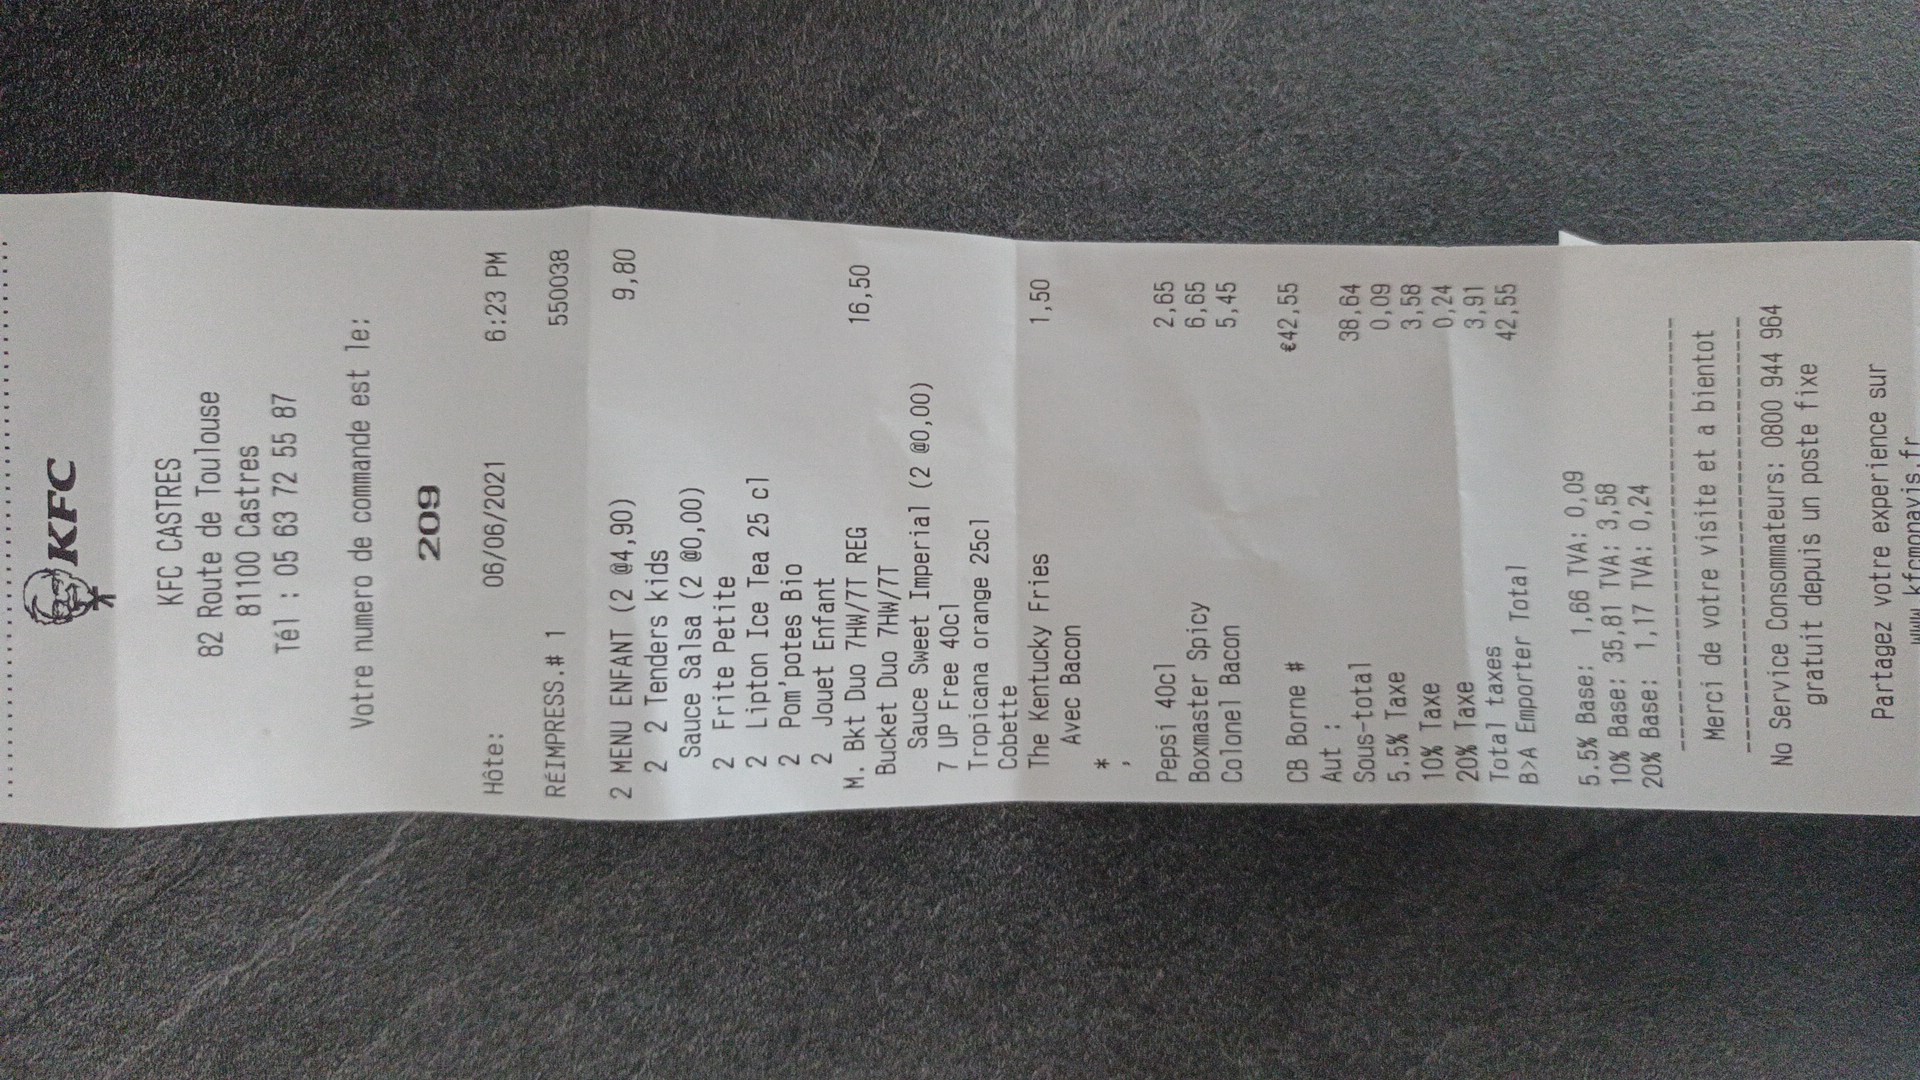 KFC
KFC CASTRES
82 Route de Toulouse
81100 Castres
Tél : 05 63 72 55 87
Votre numero de commande est le:
209
Hôte: 06/06/2021 6:23 PM
RÉIMPRESS.# 1 550038
2 MENU ENFANT (2 @4,90) 9,80
2 2 Tenders kids
Sauce Salsa (2 @0,00)
2 Frite Petite
2 Lipton Ice Tea 25 cl
2 Pom'potes Bio
2 Jouet Enfant
M. Bkt Duo 7HW/7T REG 16,50
Bucket Duo 7HW/7T
Sauce Sweet Imperial (2 @0,00)
7 UP Free 40cl
Tropicana orange 25cl
Cobette
The Kentucky Fries 1,50
Avec Bacon
*
,
Pepsi 40cl 2,65
Boxmaster Spicy 6,65
Colonel Bacon 5,45
CB Borne # €42,55
Aut :
Sous-total 38,64
5.5% Taxe 0,09
10% Taxe 3,58
20% Taxe 0,24
Total taxes 3,91
B>A Emporter Total 42,55
5.5% Base: 1,66 TVA: 0,09
10% Base: 35,81 TVA: 3,58
20% Base: 1,17 TVA: 0,24
Merci de votre visite et a bientot
No Service Consommateurs: 0800 944 964
gratuit depuis un poste fixe
Partagez votre experience sur
www.kfcmonavis.fr